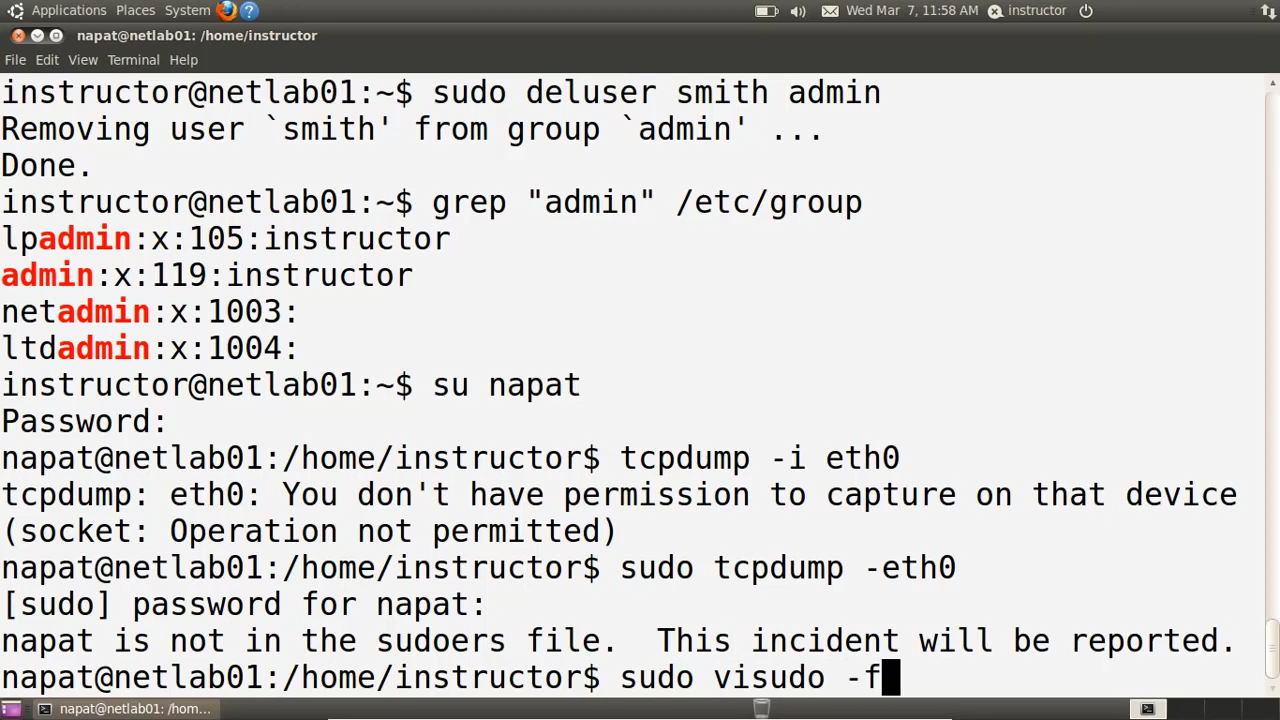 Applications Places System Wed Mar 7, 11:58 AM instructor
napat@netlab01: /home/instructor
File Edit View Terminal Help
instructor@netlab01:~$ sudo deluser smith admin
Removing user `smith' from group `admin' ...
Done.
instructor@netlab01:~$ grep "admin" /etc/group
lpadmin:x:105:instructor
admin:x:119:instructor
netadmin:x:1003:
ltdadmin:x:1004:
instructor@netlab01:~$ su napat
Password:
napat@netlab01:/home/instructor$ tcpdump -i eth0
tcpdump: eth0: You don't have permission to capture on that device
(socket: Operation not permitted)
napat@netlab01:/home/instructor$ sudo tcpdump -eth0
[sudo] password for napat:
napat is not in the sudoers file.  This incident will be reported.
napat@netlab01:/home/instructor$ sudo visudo -f
napat@netlab01: /hom...